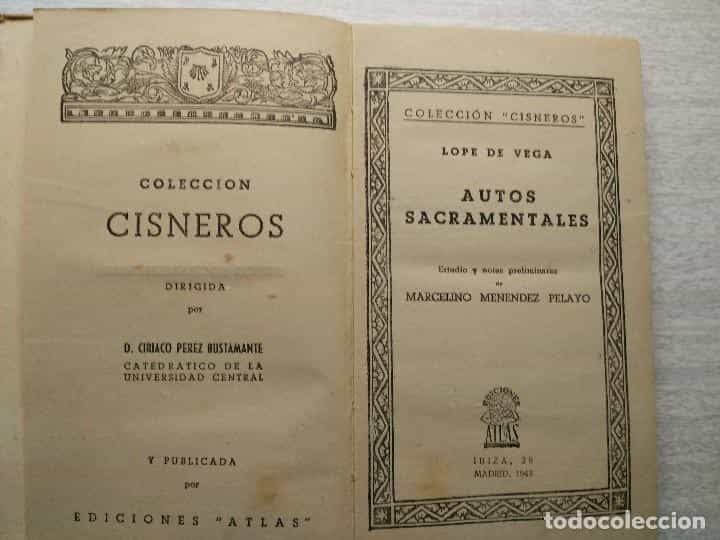 COLECCION
CISNEROS
DIRIGIDA
por
D. CIRIACO PEREZ BUSTAMANTE
CATEDRATICO DE LA
UNIVERSIDAD CENTRAL
Y PUBLICADA
por
EDICIONES "ATLAS"
COLECCIÓN "CISNEROS"
LOPE DE VEGA
AUTOS
SACRAMENTALES
Estudio y notas preliminares
de
MARCELINO MENENDEZ PELAYO
EDICIONES
ATLAS
IBIZA,
MADRID,
todocoleccion